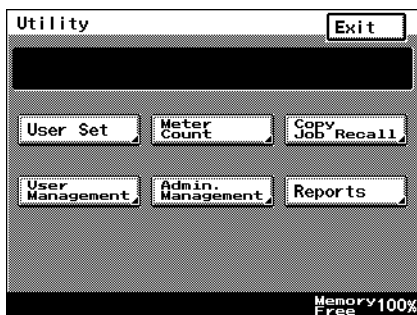 Utility
Exit
User Set
Meter
Count
Copy
Job Recall
User
Management
Admin.
Management
Reports
Memory
Free 100%